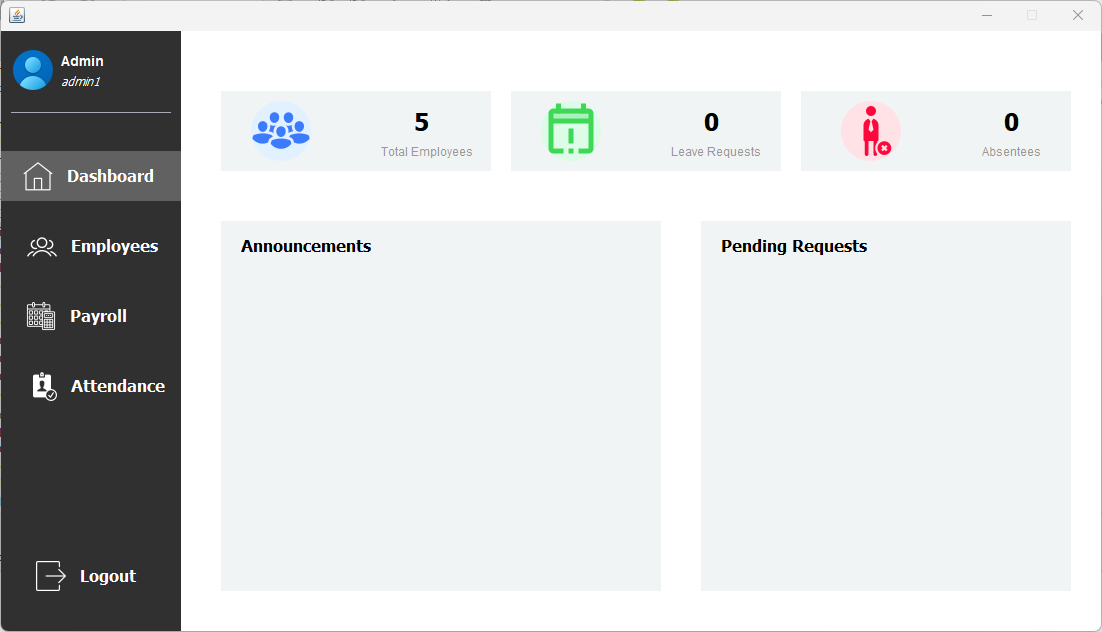 Admin
admin1
Dashboard
Employees
Payroll
Attendance
Logout
5
Total Employees
0
Leave Requests
0
Absentees
Announcements
Pending Requests